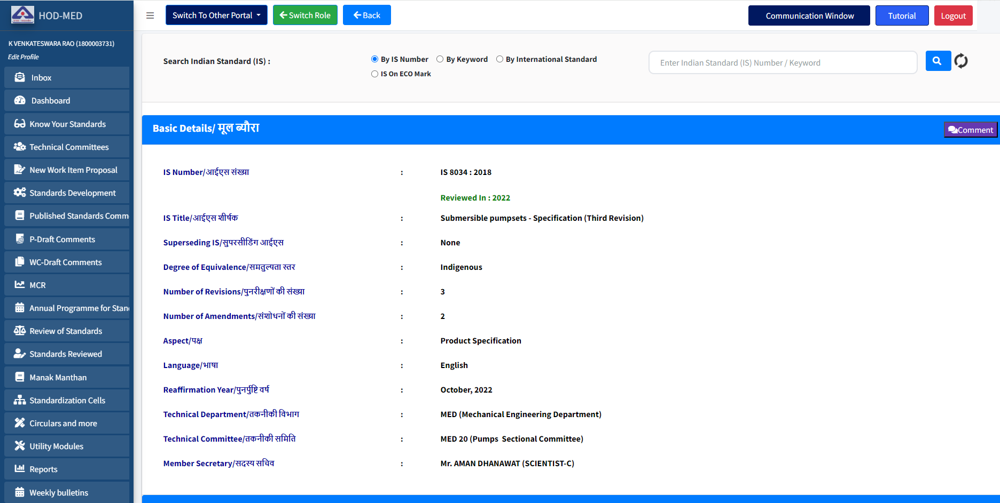 HOD-MED
K VENKATESWARA RAO (1800003731)
Edit Profile
Inbox
Dashboard
Know Your Standards
Technical Committees
New Work Item Proposal
Standards Development
Published Standards Comm
P-Draft Comments
WC-Draft Comments
MCR
Annual Programme for Stan
Review of Standards
Standards Reviewed
Manak Manthan
Standardization Cells
Circulars and more
Utility Modules
Reports
Weekly bulletins
Switch To Other Portal Switch Role Back Communication Window Tutorial Logout
Search Indian Standard (IS) : By IS Number By Keyword By International Standard Enter Indian Standard (IS) Number / Keyword
IS On ECO Mark
Basic Details/ मूल ब्यौरा Comment
IS Number/आईएस संख्या : IS 8034 : 2018
Reviewed In : 2022
IS Title/आईएस शीर्षक : Submersible pumpsets - Specification (Third Revision)
Superseding IS/सुपरसीडिंग आईएस : None
Degree of Equivalence/समतुल्यता स्तर : Indigenous
Number of Revisions/पुनरीक्षणों की संख्या : 3
Number of Amendments/संशोधनों की संख्या : 2
Aspect/पक्ष : Product Specification
Language/भाषा : English
Reaffirmation Year/पुनर्पुष्टि वर्ष : October, 2022
Technical Department/तकनीकी विभाग : MED (Mechanical Engineering Department)
Technical Committee/तकनीकी समिति : MED 20 (Pumps Sectional Committee)
Member Secretary/सदस्य सचिव : Mr. AMAN DHANAWAT (SCIENTIST-C)